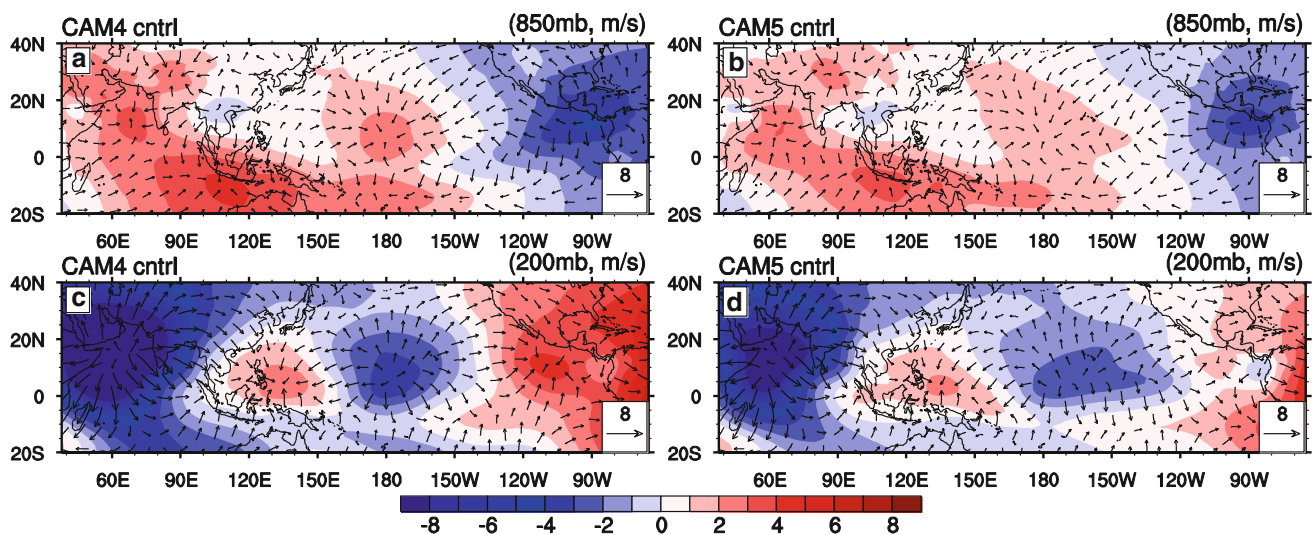 CAM4 cntrl (850mb, m/s) CAM5 cntrl (850mb, m/s)
40N a 40N b
20N 20N
0 0
8 8
20S 20S
60E 90E 120E 150E 180 150W 120W 90W 60E 90E 120E 150E 180 150W 120W 90W
CAM4 cntrl (200mb, m/s) CAM5 cntrl (200mb, m/s)
40N c 40N d
20N 20N
0 0
8 8
20S 20S
60E 90E 120E 150E 180 150W 120W 90W 60E 90E 120E 150E 180 150W 120W 90W
-8 -6 -4 -2 0 2 4 6 8